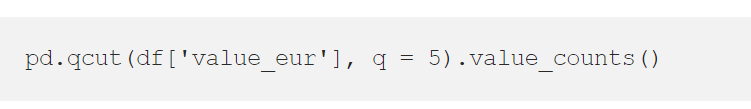 pd.qcut(df['value_eur'], q = 5).value_counts()